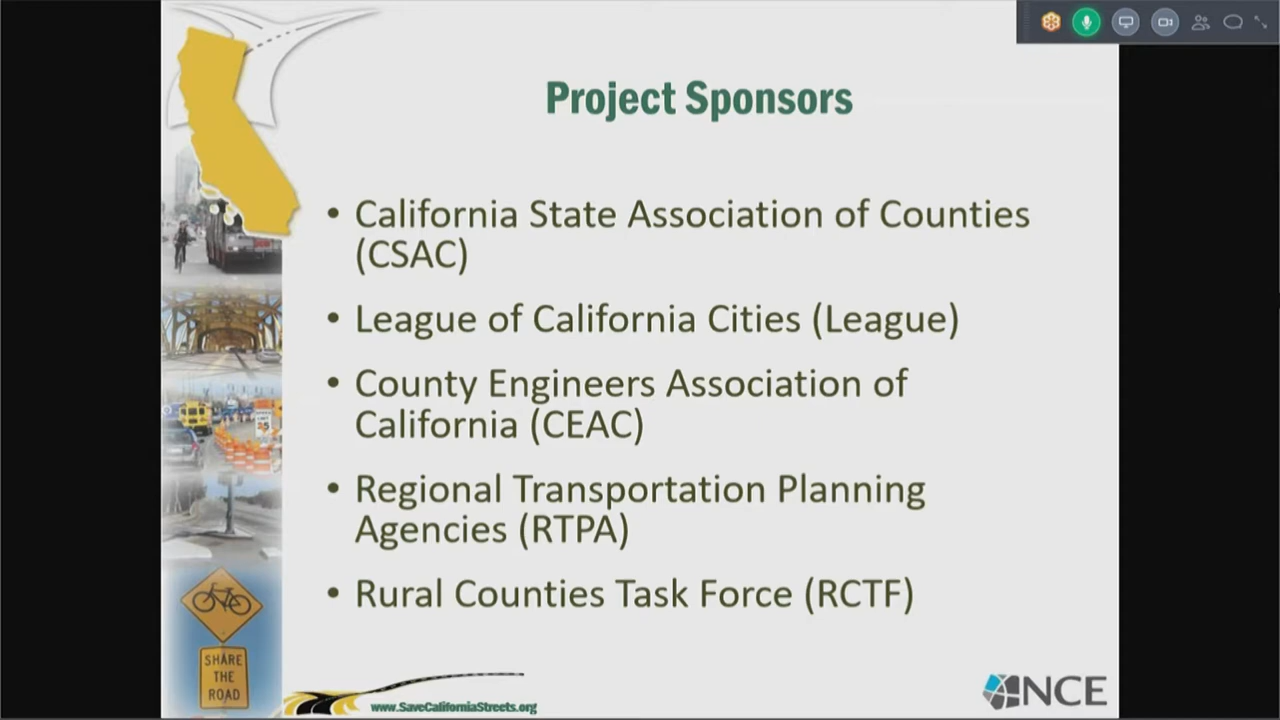 Project Sponsors
• California State Association of Counties
(CSAC)
• League of California Cities (League)
• County Engineers Association of
California (CEAC)
• Regional Transportation Planning
Agencies (RTPA)
• Rural Counties Task Force (RCTF)
SHARE
THE
ROAD
www.SaveCaliforniaStreets.org
NCE